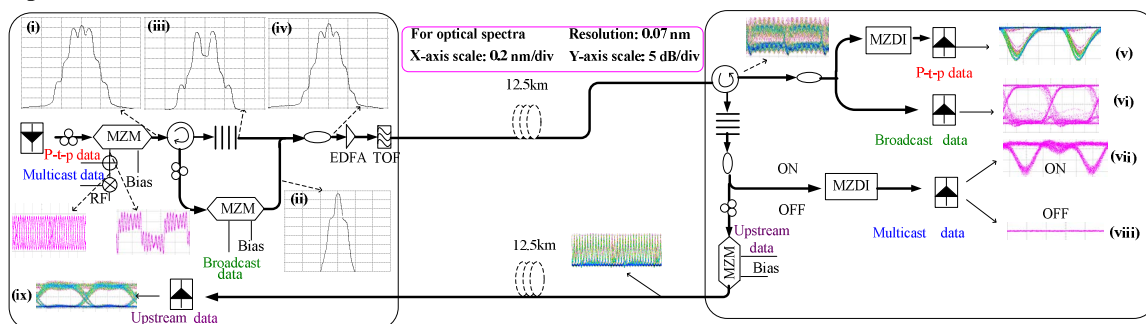 (i)
(iii)
(iv)
For optical spectra
Resolution: 0.07 nm
X-axis scale: 0.2 nm/div
Y-axis scale: 5 dB/div
MZM
P-t-p data
Multicast data
RF
Bias
EDFA
TOF
MZM
Bias
Broadcast
data
(ii)
12.5km
12.5km
MZDI
P-t-p data
(v)
Broadcast data
(vi)
ON
OFF
MZDI
Multicast data
ON
(vii)
OFF
(viii)
MZM
Upstream
data
Bias
(ix)
Upstream data